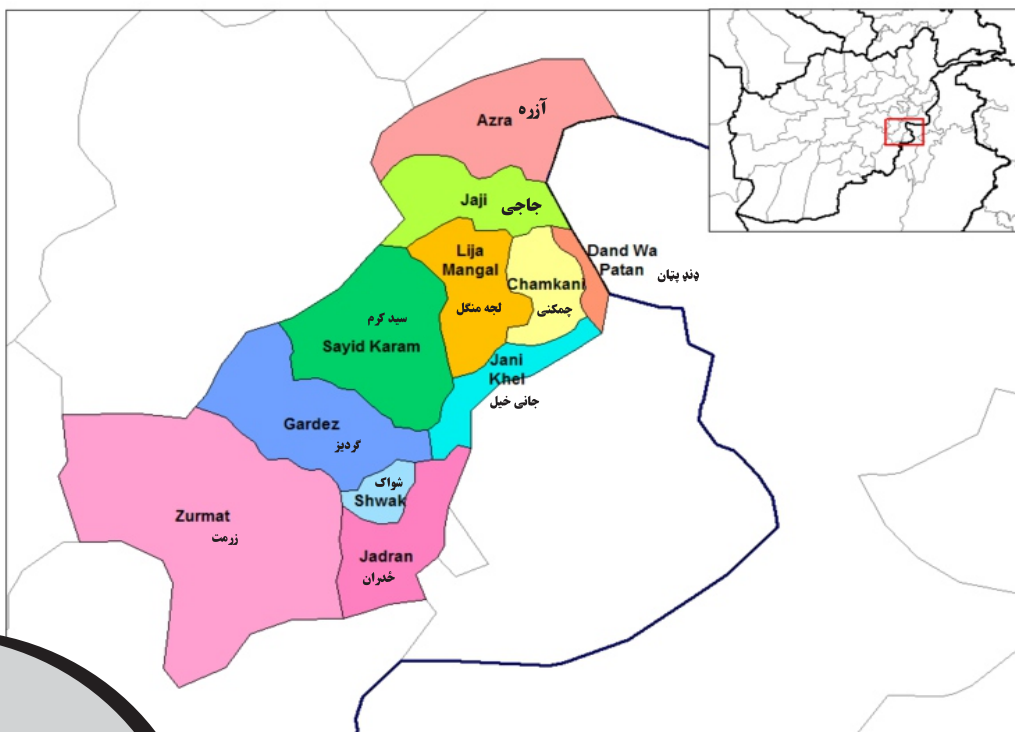 Azra آزره
Jaji جاجی
Lija
Mangal
لجه منگل
Chamkani
چمکنی
Dand Wa
Patan
ډنډ پټان
سید کرم
Sayid Karam
Jani
Khel
جانی خیل
Gardez
گردیز
شواک
Shwak
Zurmat
زرمت
Jadran
ځدران